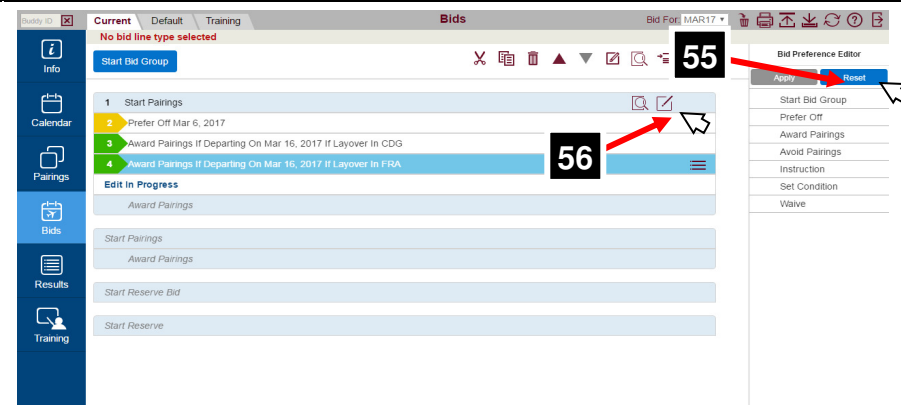 Buddy ID X
Current Default Training Bids Bid For: MAR17
No bid line type selected
i
Info
Calendar
Pairings
Bids
Results
Training
Start Bid Group
55
1 Start Pairings
2 Prefer Off Mar 6, 2017
3 Award Pairings If Departing On Mar 16, 2017 If Layover In CDG
4 Award Pairings If Departing On Mar 16, 2017 If Layover In FRA
56
Edit In Progress
Award Pairings
Start Pairings
Award Pairings
Start Reserve Bid
Start Reserve
Bid Preference Editor
Apply Reset
Start Bid Group
Prefer Off
Award Pairings
Avoid Pairings
Instruction
Set Condition
Waive